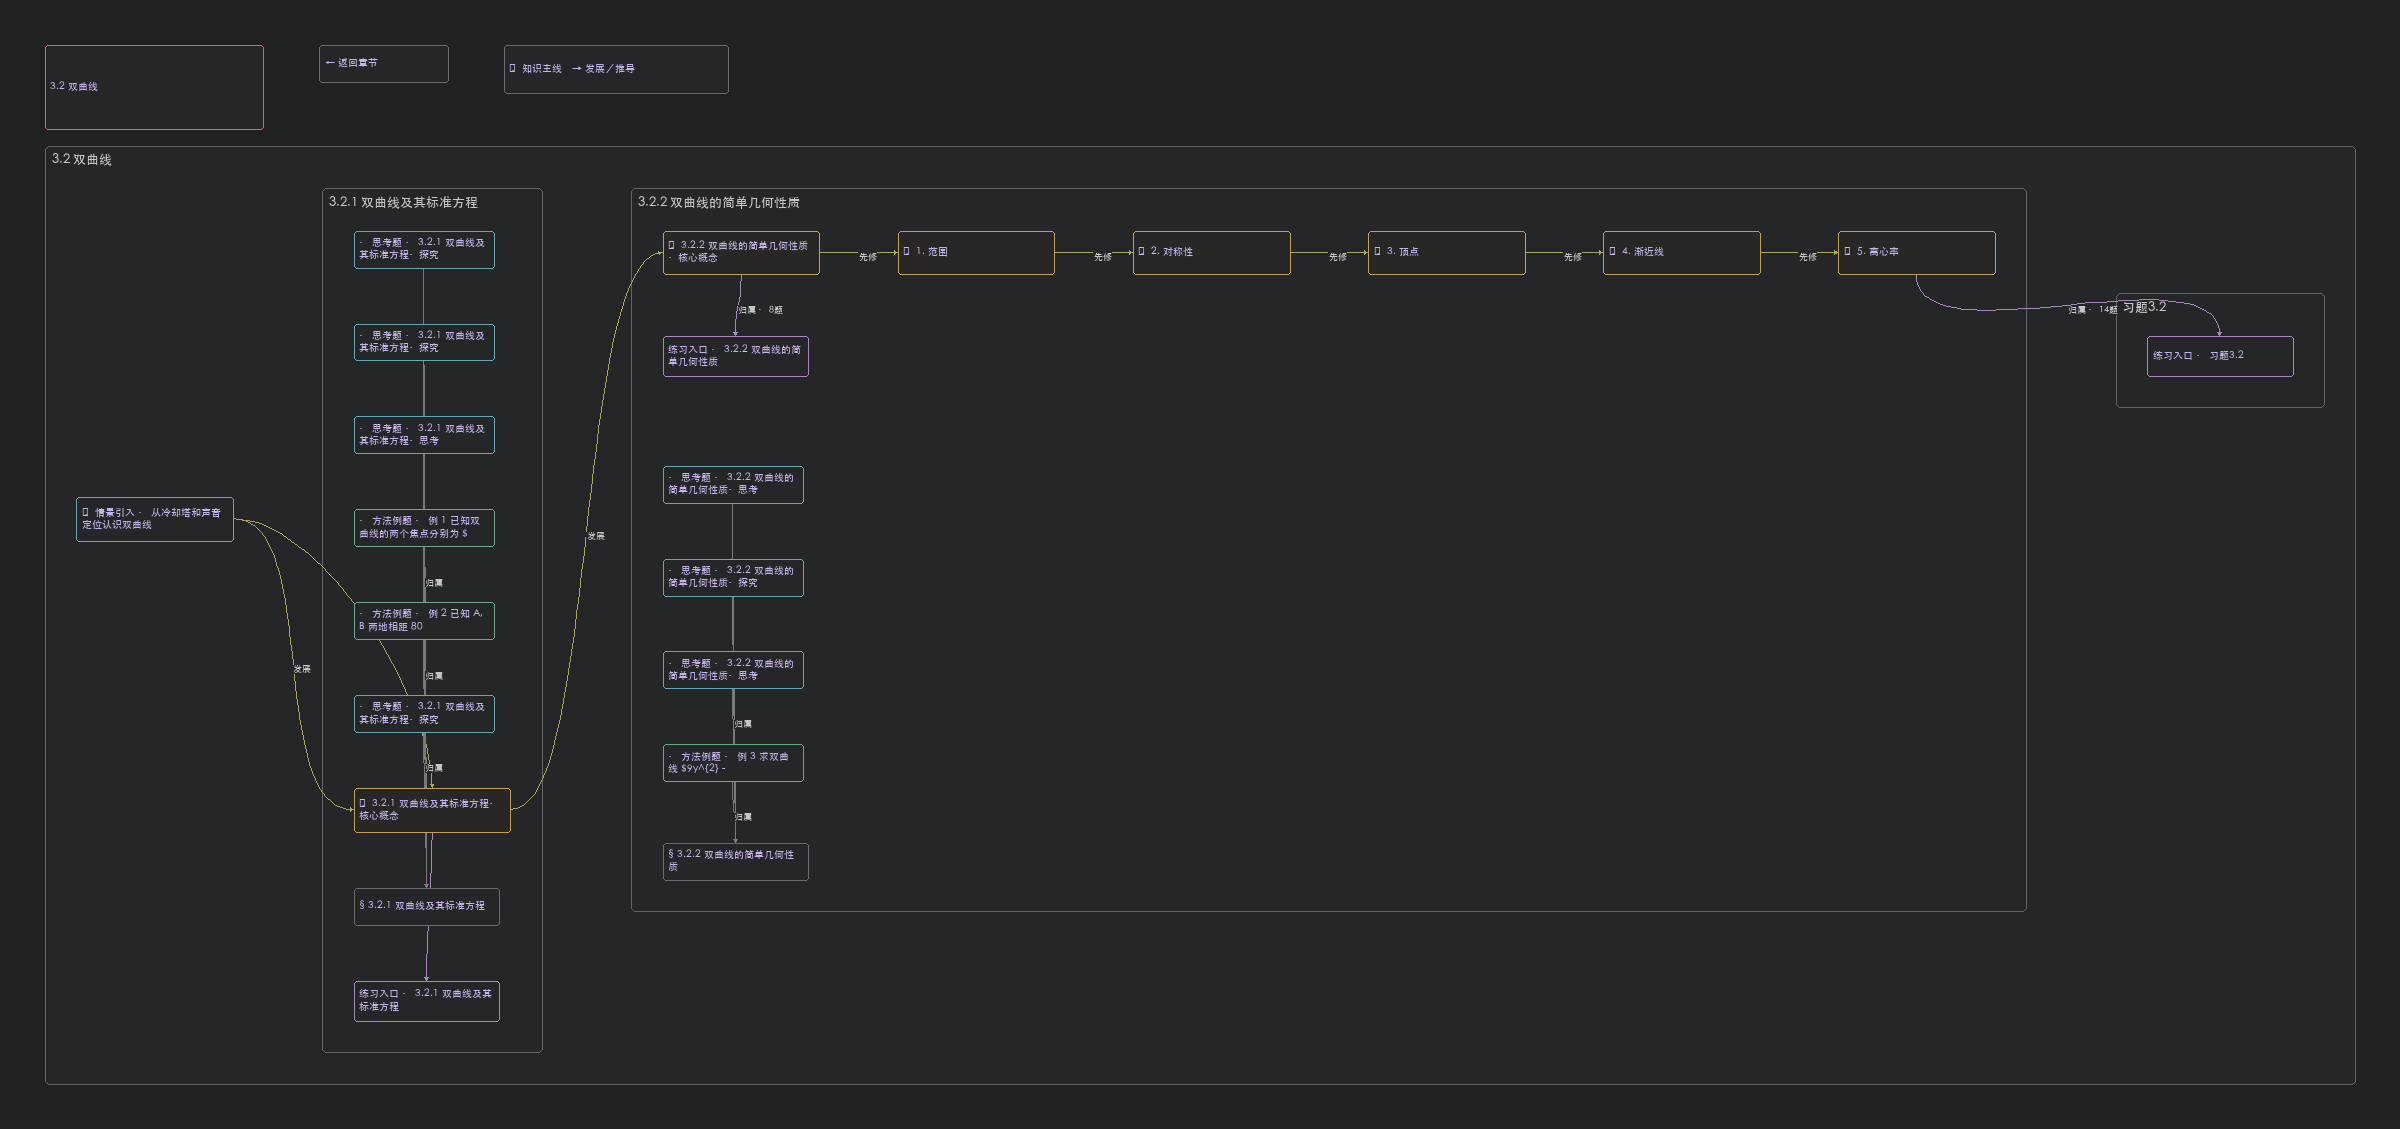 3.2 双曲线
← 返回章节
知识主线 → 发展／推导
3.2 双曲线
3.2.1 双曲线及其标准方程
· 思考题 · 3.2.1 双曲线及
其标准方程· 探究
· 思考题 · 3.2.1 双曲线及
其标准方程· 探究
· 思考题 · 3.2.1 双曲线及
其标准方程· 思考
· 方法例题 · 例 1 已知双
曲线的两个焦点分别为 $
归属
· 方法例题 · 例 2 已知 A,
B 两地相距 80
归属
· 思考题 · 3.2.1 双曲线及
其标准方程· 探究
归属
3.2.1 双曲线及其标准方程·
核心概念
§ 3.2.1 双曲线及其标准方程
练习入口 · 3.2.1 双曲线及其
标准方程
情景引入 · 从冷却塔和声音
定位认识双曲线
发展
发展
3.2.2 双曲线的简单几何性质
3.2.2 双曲线的简单几何性质
· 核心概念
先修
1. 范围
先修
2. 对称性
先修
3. 顶点
先修
4. 渐近线
先修
5. 离心率
归属 · 8题
练习入口 · 3.2.2 双曲线的简
单几何性质
· 思考题 · 3.2.2 双曲线的
简单几何性质· 思考
· 思考题 · 3.2.2 双曲线的
简单几何性质· 探究
· 思考题 · 3.2.2 双曲线的
简单几何性质· 思考
归属
· 方法例题 · 例 3 求双曲
线 $9y^{2} -
归属
§ 3.2.2 双曲线的简单几何性
质
归属 · 14题
习题3.2
练习入口 · 习题3.2